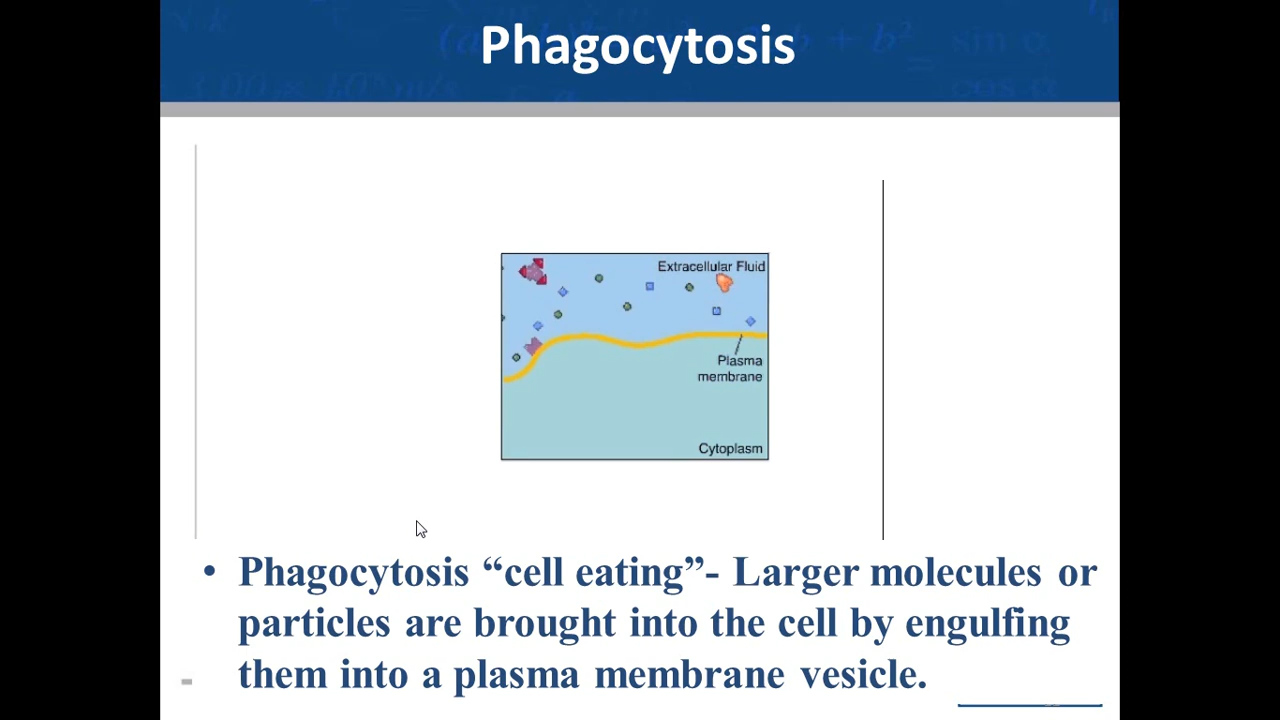 Phagocytosis
Extracellular Fluid
Plasma
membrane
Cytoplasm
• Phagocytosis “cell eating”- Larger molecules or
particles are brought into the cell by engulfing
them into a plasma membrane vesicle.